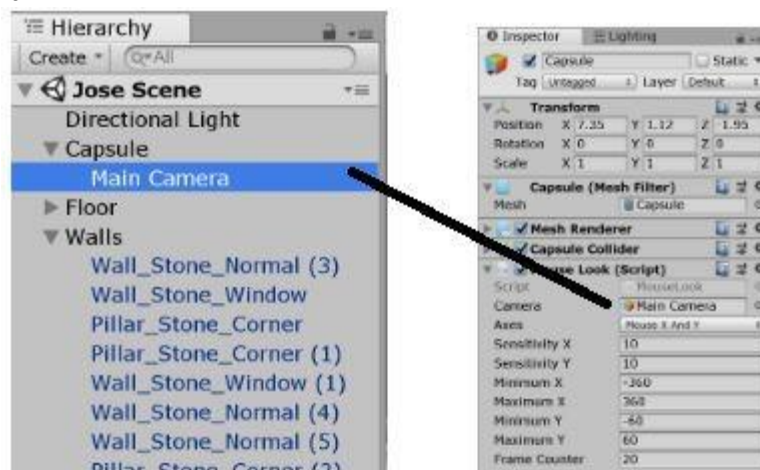 Hierarchy
Create
All
Jose Scene
Directional Light
Capsule
Main Camera
Floor
Walls
Wall_Stone_Normal (3)
Wall_Stone_Window
Pillar_Stone_Corner
Pillar_Stone_Corner (1)
Wall_Stone_Window (1)
Wall_Stone_Normal (4)
Wall_Stone_Normal (5)
Pillar_Stone_Corner (2)
Inspector Lighting
Capsule Static
Tag Untagged Layer Default
Transform
Position X 7.35 Y 1.12 Z -1.95
Rotation X 0 Y 0 Z 0
Scale X 1 Y 1 Z 1
Capsule (Mesh Filter)
Mesh Capsule
Mesh Renderer
Capsule Collider
Look (Script)
Script MouseLook
Camera Main Camera
Axes Mouse X And Y
Sensitivity X 10
Sensitivity Y 10
Minimum X -360
Maximum X 360
Minimum Y -60
Maximum Y 60
Frame Counter 20